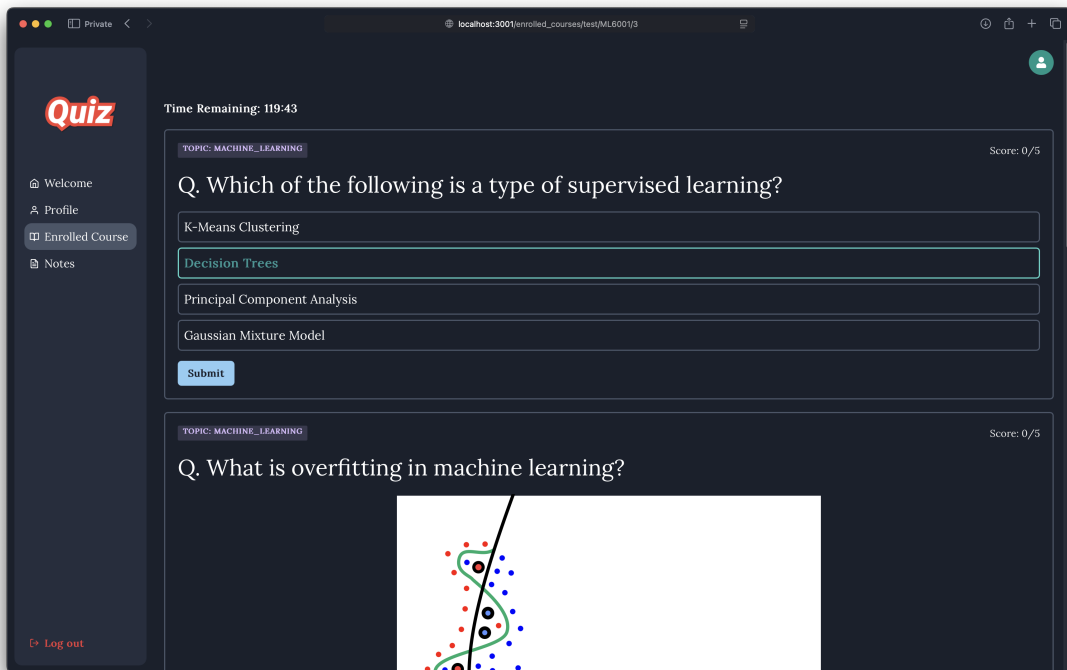 Private
localhost:3001/enrolled_courses/test/ML6001/3
Quiz
Welcome
Profile
Enrolled Course
Notes
Log out
Time Remaining: 119:43
TOPIC: MACHINE_LEARNING
Score: 0/5
Q. Which of the following is a type of supervised learning?
K-Means Clustering
Decision Trees
Principal Component Analysis
Gaussian Mixture Model
Submit
TOPIC: MACHINE_LEARNING
Score: 0/5
Q. What is overfitting in machine learning?